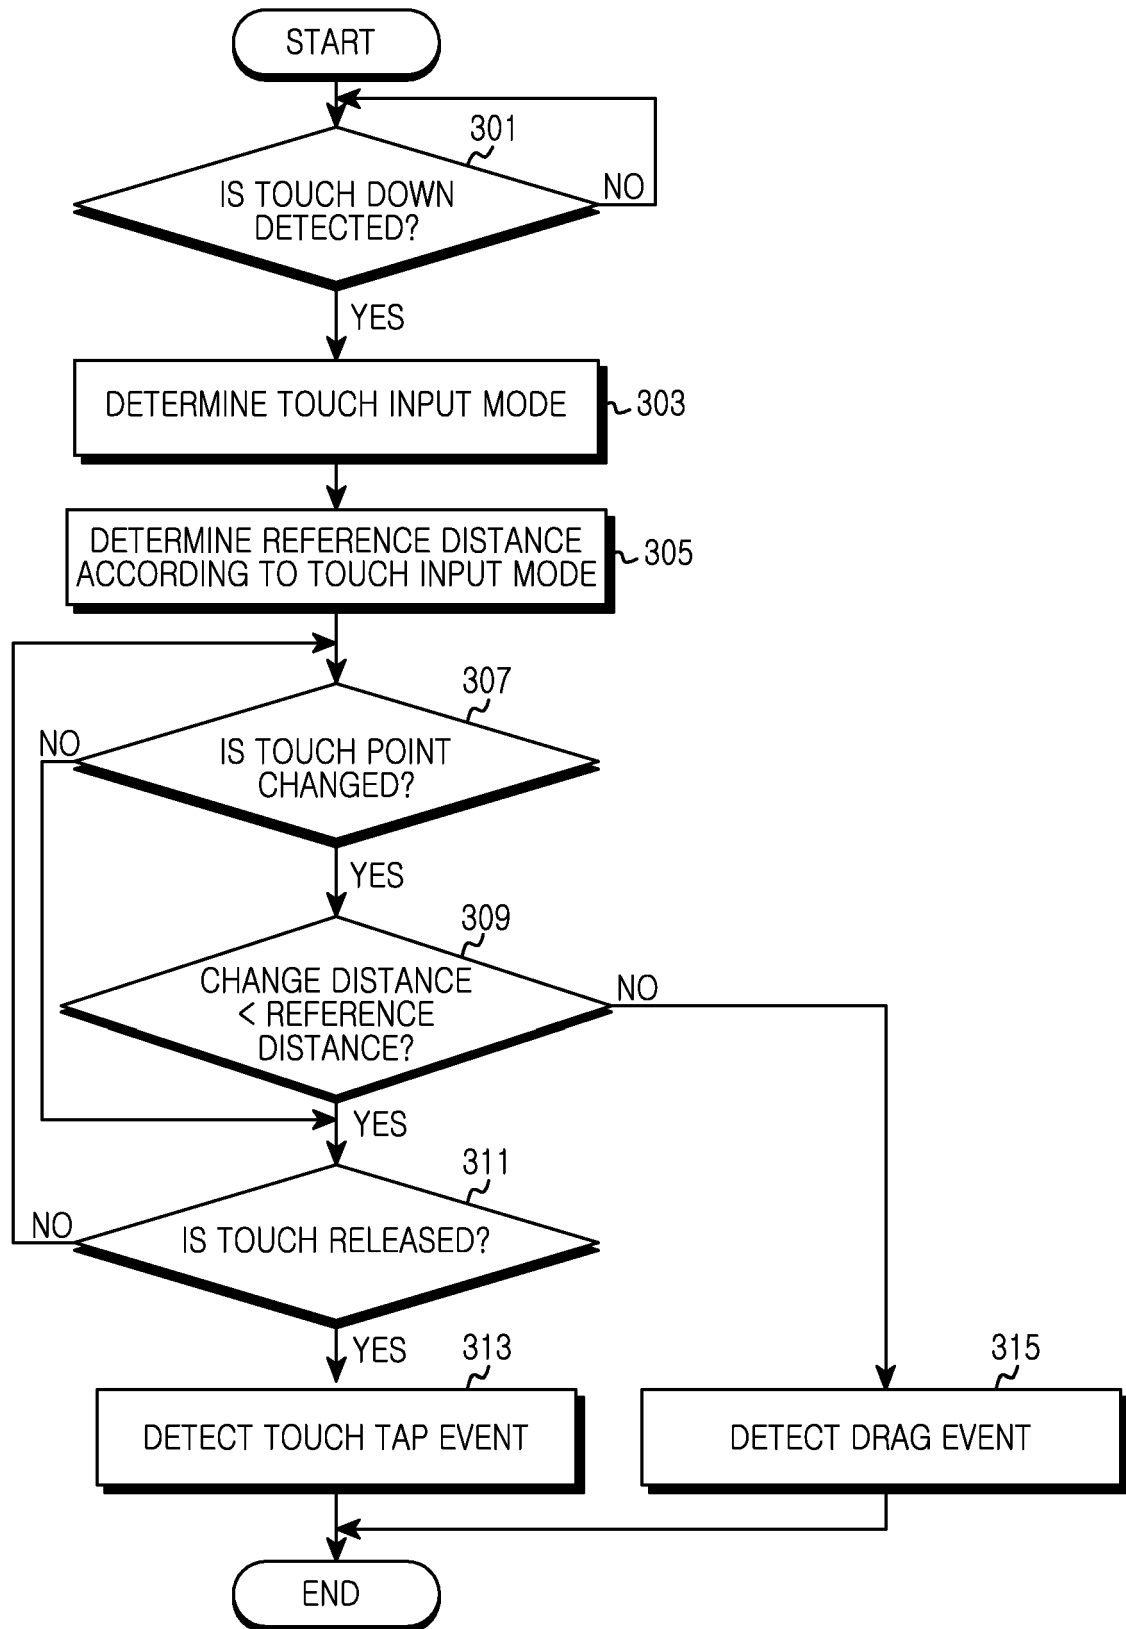 START
301
IS TOUCH DOWN
DETECTED?
NO
YES
DETERMINE TOUCH INPUT MODE
303
DETERMINE REFERENCE DISTANCE
ACCORDING TO TOUCH INPUT MODE
305
307
NO
IS TOUCH POINT
CHANGED?
YES
309
CHANGE DISTANCE
< REFERENCE
DISTANCE?
NO
YES
311
NO
IS TOUCH RELEASED?
YES
313
315
DETECT TOUCH TAP EVENT
DETECT DRAG EVENT
END